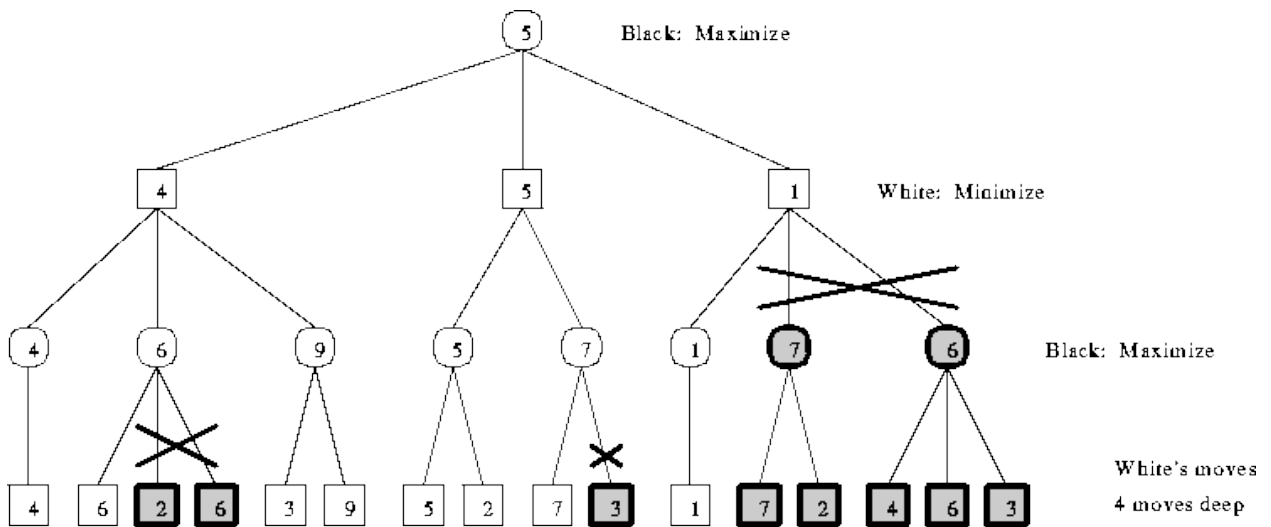 5 Black: Maximize
4 5 1 White: Minimize
4 6 9 5 7 1 7 6 Black: Maximize
White's moves
4 6 2 6 3 9 5 2 7 3 1 7 2 4 6 3 4 moves deep